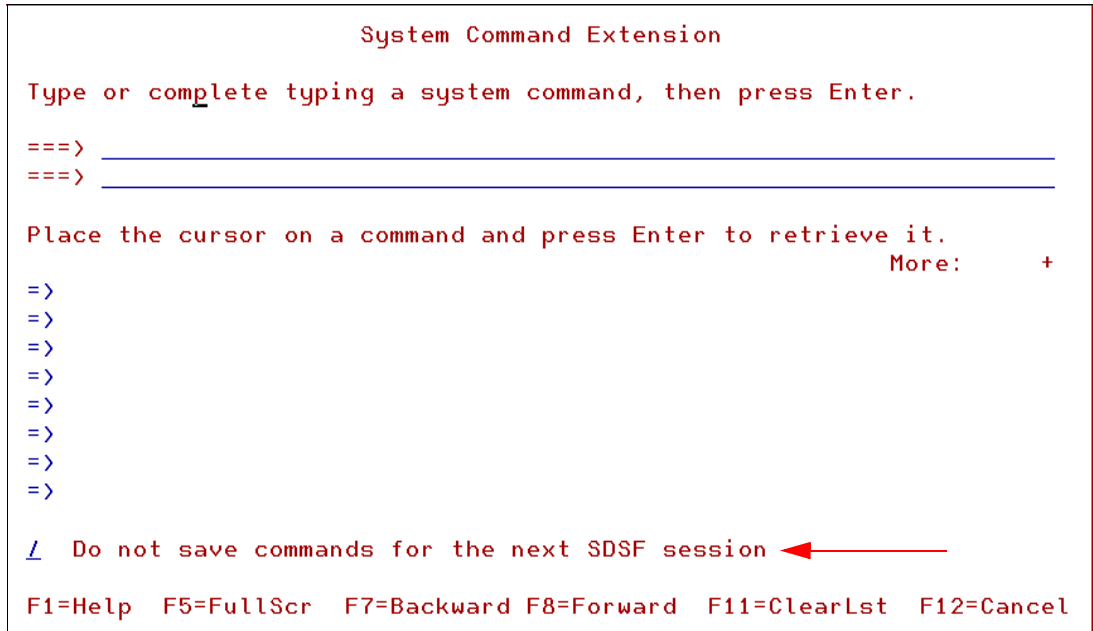 System Command Extension
Type or complete typing a system command, then press Enter.
===>
===>
Place the cursor on a command and press Enter to retrieve it.
More:     +
=>
=>
=>
=>
=>
=>
=>
=>
/  Do not save commands for the next SDSF session
F1=Help  F5=FullScr  F7=Backward F8=Forward  F11=ClearLst  F12=Cancel